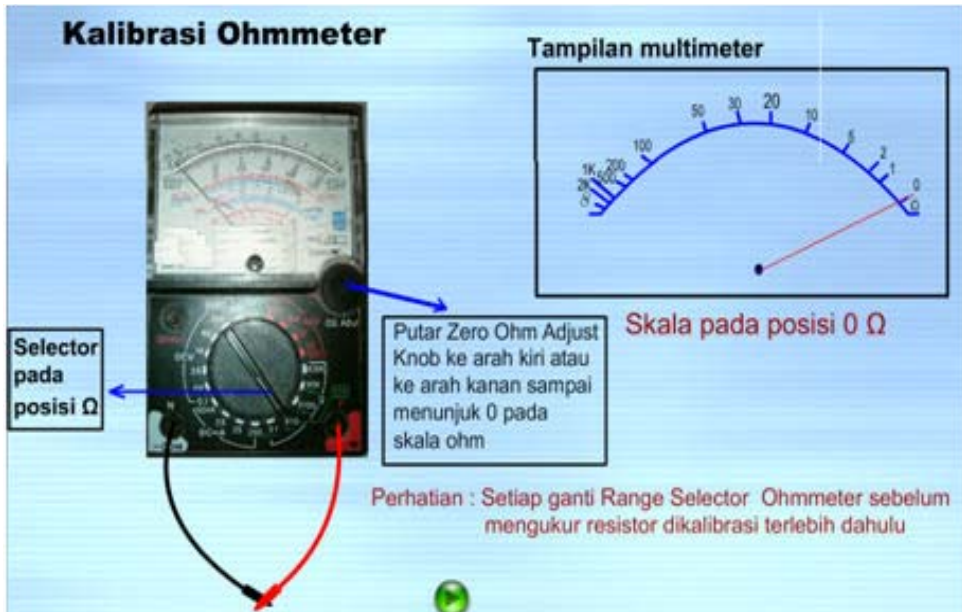 Kalibrasi Ohmmeter
Tampilan multimeter
50 30 20 10
100 5
200 2
500 1
1K 0
2K Ω
Skala pada posisi 0 Ω
Selector
pada
posisi Ω
Putar Zero Ohm Adjust
Knob ke arah kiri atau
ke arah kanan sampai
menunjuk 0 pada
skala ohm
Perhatian : Setiap ganti Range Selector Ohmmeter sebelum
mengukur resistor dikalibrasi terlebih dahulu